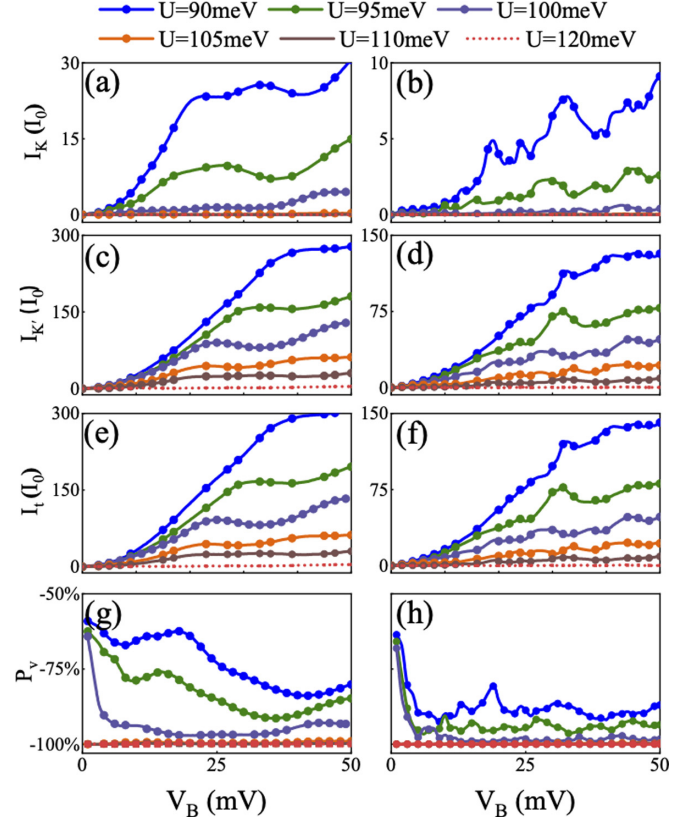 U=90meV U=95meV U=100meV
U=105meV U=110meV U=120meV
(a) (b)
30 10
15 5
0 0
I_K (I_0)
(c) (d)
300 150
150 75
0 0
I_K' (I_0)
(e) (f)
300 150
150 75
0 0
I_t (I_0)
(g) (h)
-50%
-75%
-100%
P_v
0 25 50 0 25 50
V_B (mV) V_B (mV)